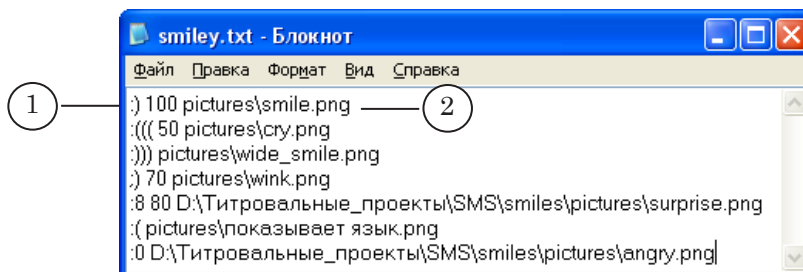 smiley.txt - Блокнот
Файл Правка Формат Вид Справка
1
:) 100 pictures\smile.png
2
:((( 50 pictures\cry.png
:))) pictures\wide_smile.png
;) 70 pictures\wink.png
:8 80 D:\Титровальные_проекты\SMS\smiles\pictures\surprise.png
:( pictures\показывает язык.png
:0 D:\Титровальные_проекты\SMS\smiles\pictures\angry.png